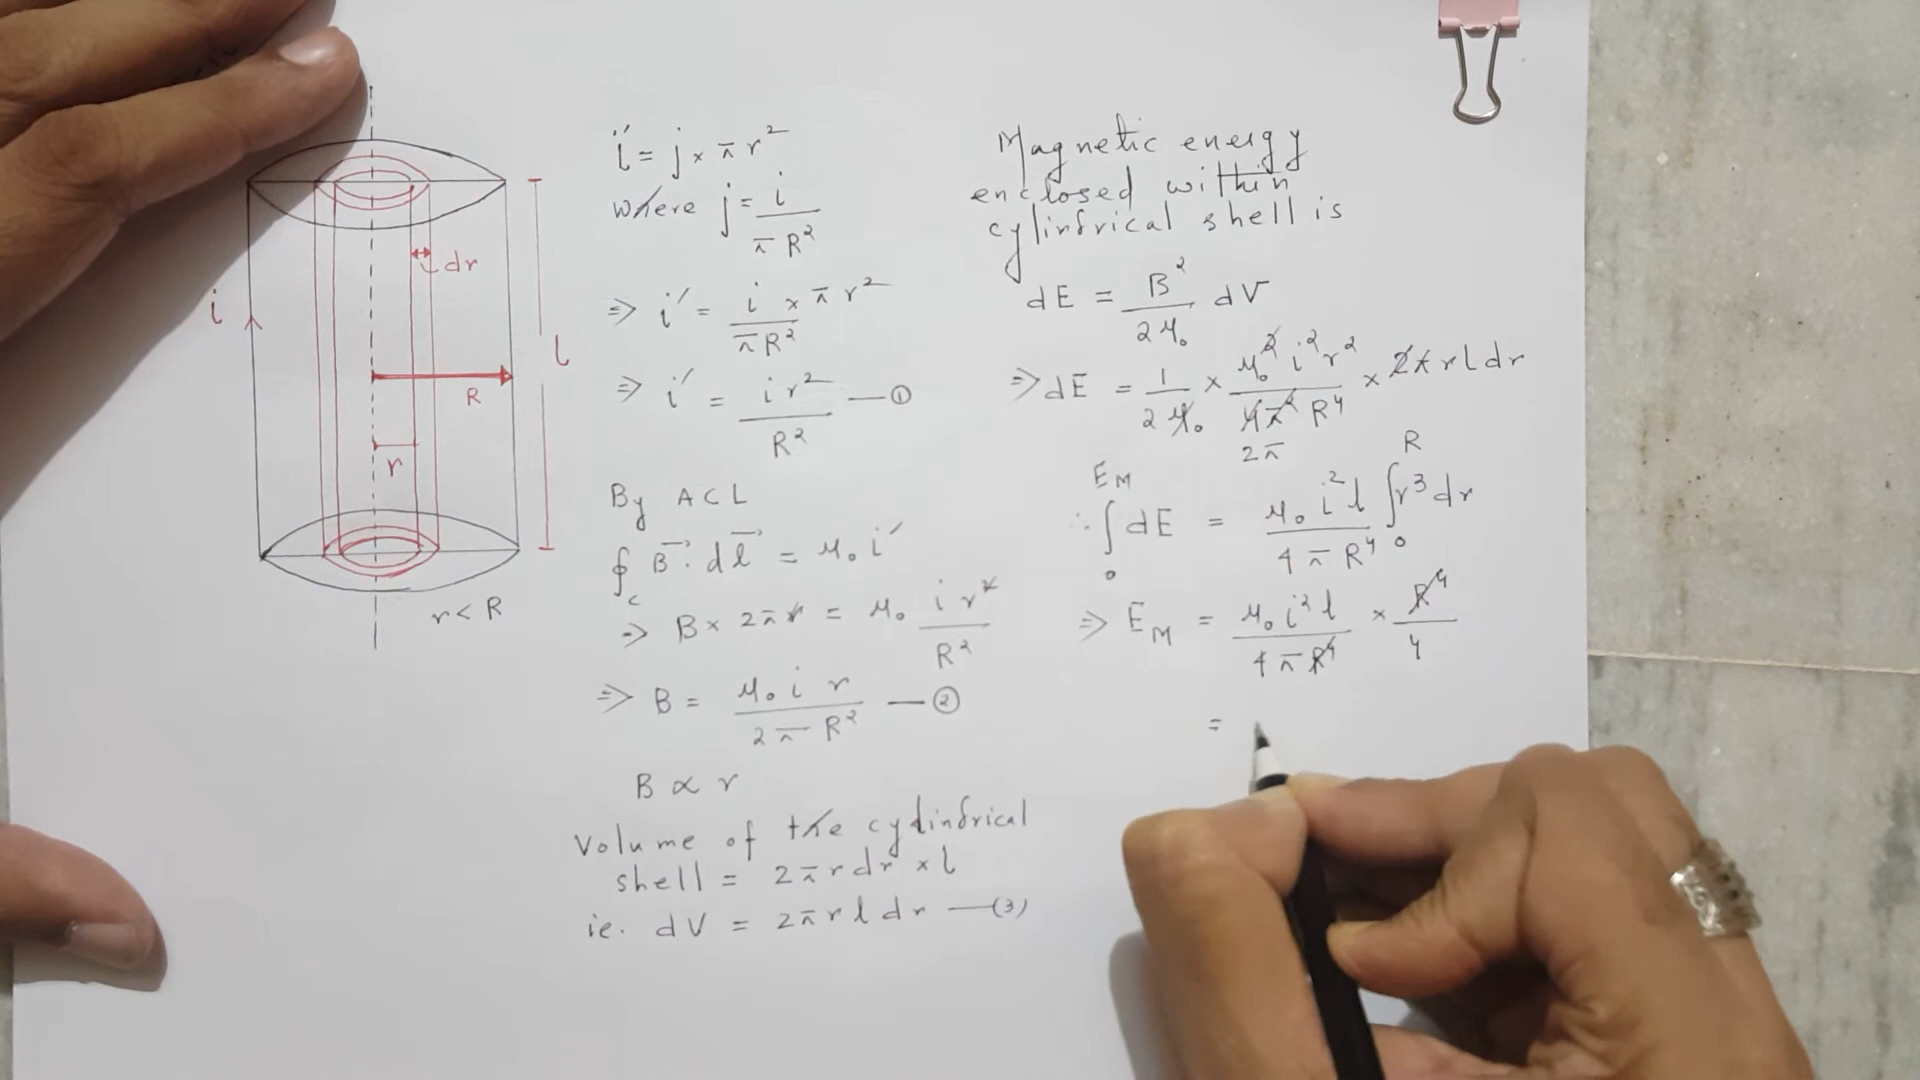 i
dr
l
R
r
r < R
i′ = j × π r²
where j = i / π R²
⇒ i′ = i / π R² × π r²
⇒ i′ = i r² / R² — ①
By ACL
∮c B⃗ . d l⃗ = μ₀ i′
⇒ B × 2π r = μ₀ i r² / R²
⇒ B = μ₀ i r / 2π R² — ②
B ∝ r
Volume of the cylindrical
shell = 2π r dr × l
ie. dV = 2π r l dr — (3)
Magnetic energy
enclosed within
cylindrical shell is
dE = B² / 2μ₀ dV
⇒ dE = 1 / 2μ₀ × μ₀² i² r² / 4π² R⁴ × 2π r l dr
2π
∴ ∫₀^E_M dE = μ₀ i² l / 4π R⁴ ∫₀^R r³ dr
⇒ E_M = μ₀ i² l / 4π R⁴ × R⁴ / 4
=